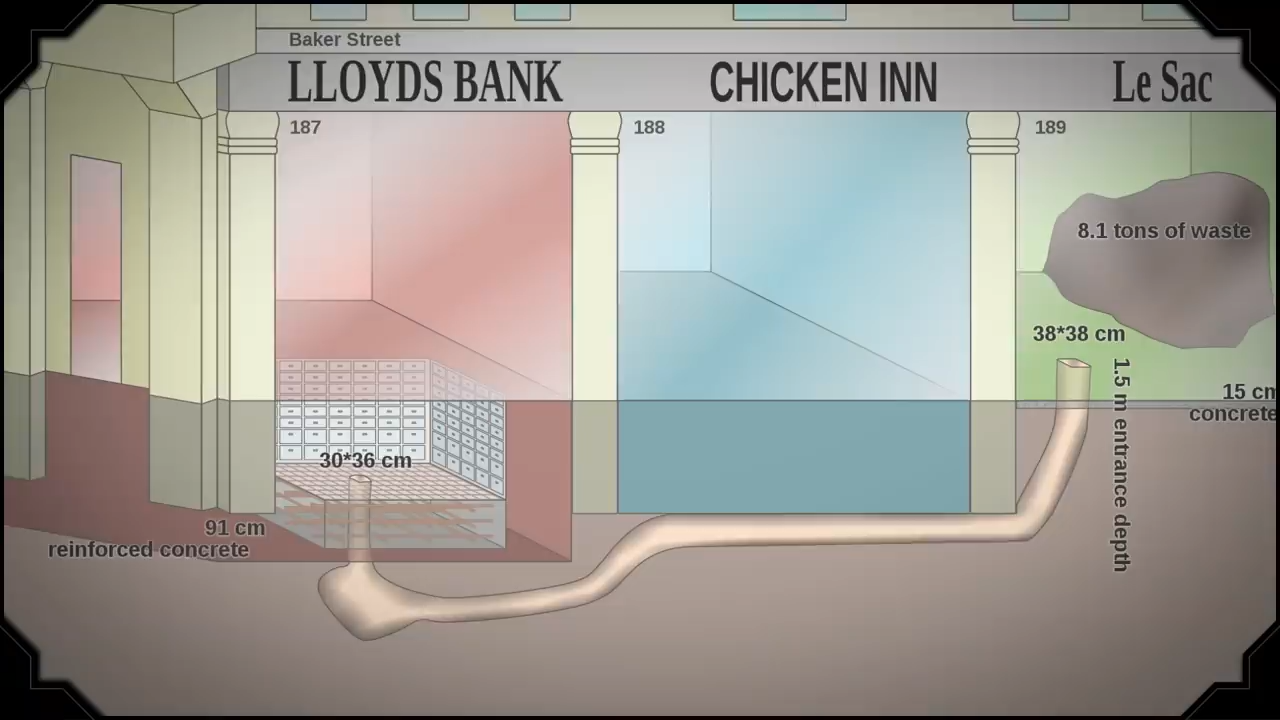 Baker Street
LLOYDS BANK
CHICKEN INN
Le Sac
187
188
189
8.1 tons of waste
38*38 cm
1.5 m entrance depth
15 cm
concrete
30*36 cm
91 cm
reinforced concrete